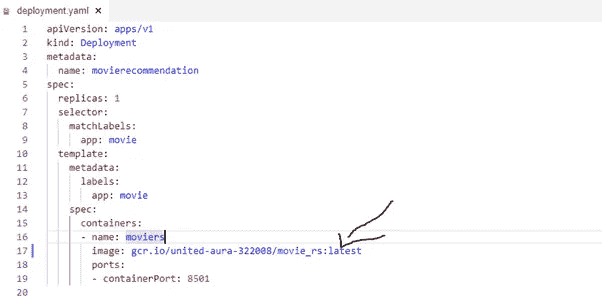 deployment.yaml ×
1 apiVersion: apps/v1
2 kind: Deployment
3 metadata:
4   name: movierecommendation
5 spec:
6   replicas: 1
7   selector:
8     matchLabels:
9       app: movie
10   template:
11     metadata:
12       labels:
13         app: movie
14     spec:
15       containers:
16       - name: moviers
17         image: gcr.io/united-aura-322008/movie_rs:latest
18         ports:
19         - containerPort: 8501
20